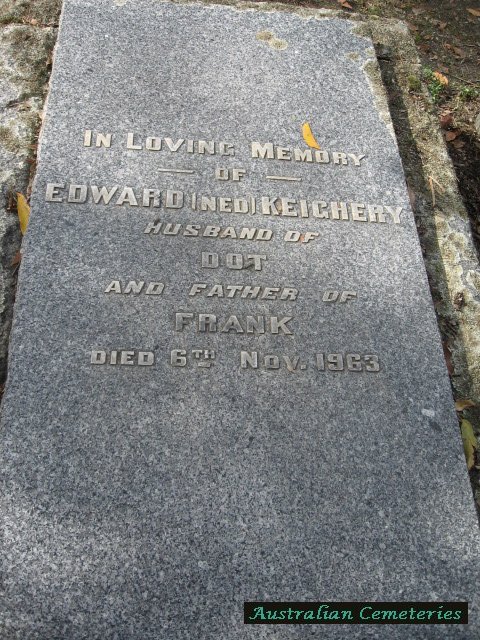 IN LOVING MEMORY
— OF —
EDWARD (NED) KEIGHERY
HUSBAND OF
DOT
AND FATHER OF
FRANK
DIED 6TH NOV. 1963
Australian Cemeteries